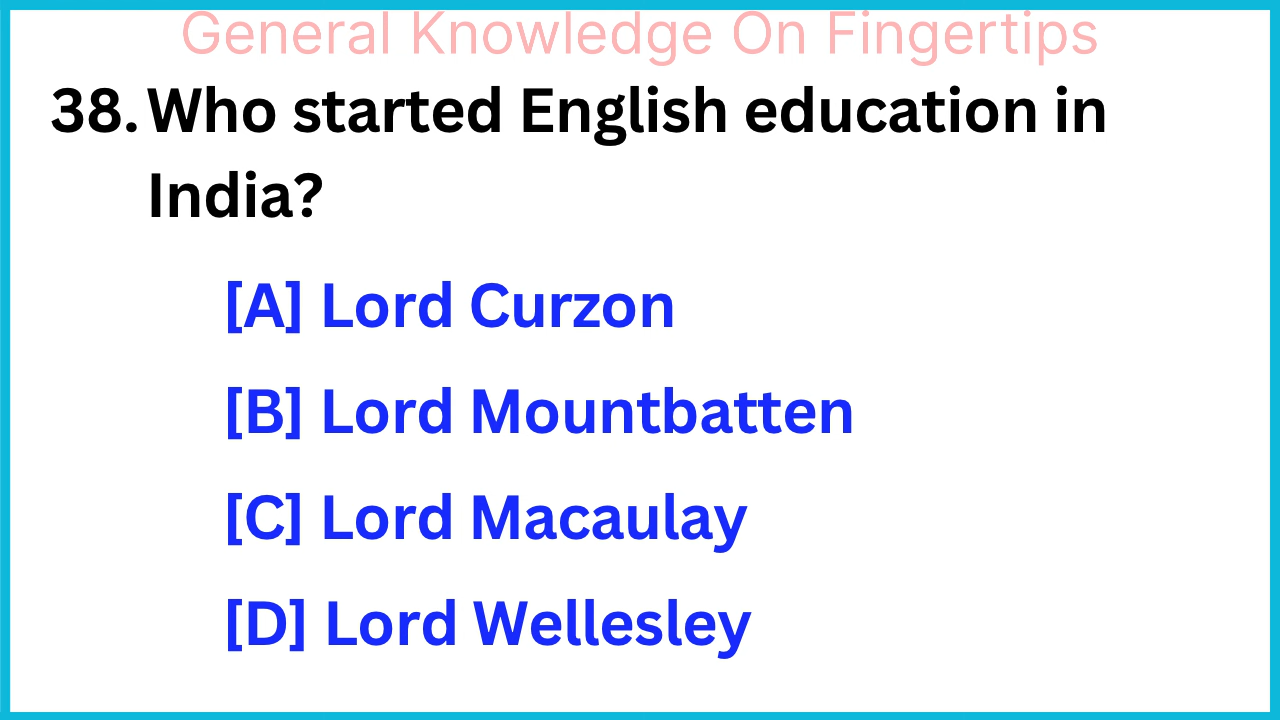 General Knowledge On Fingertips
38. Who started English education in
India?
[A] Lord Curzon
[B] Lord Mountbatten
[C] Lord Macaulay
[D] Lord Wellesley